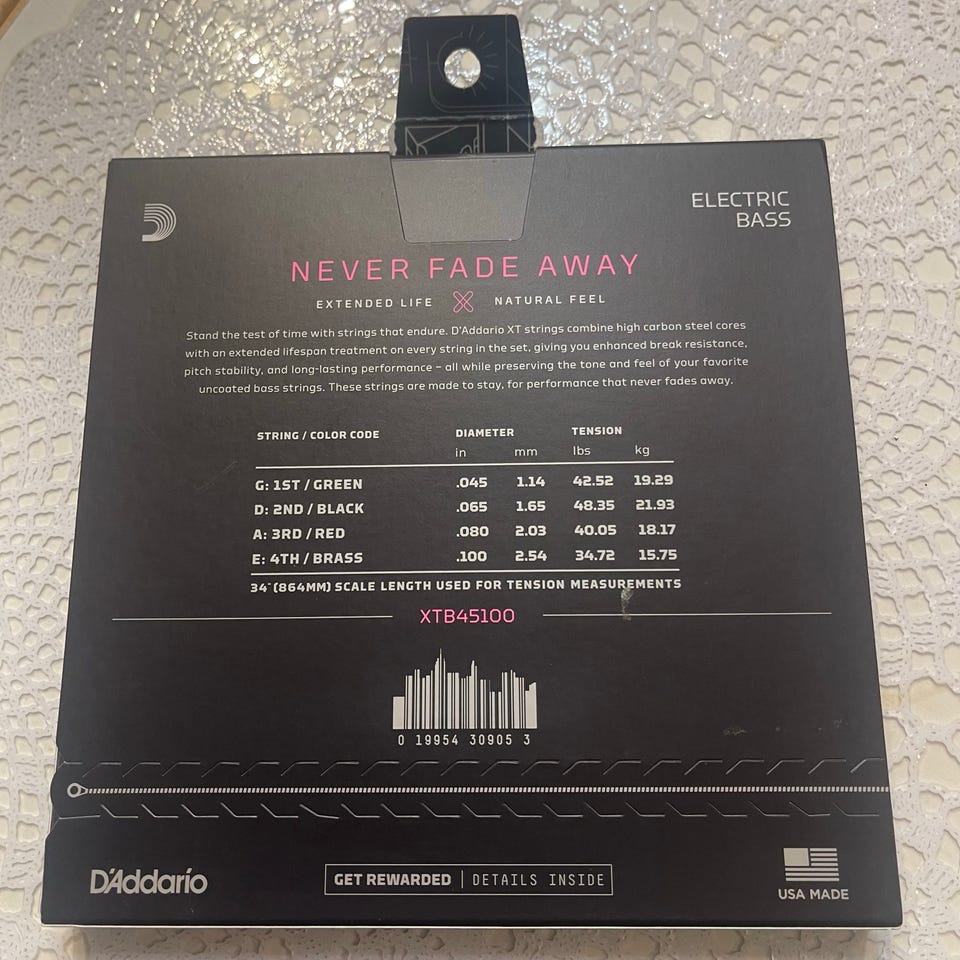 ELECTRIC
BASS
NEVER FADE AWAY
EXTENDED LIFE NATURAL FEEL
Stand the test of time with strings that endure. D'Addario XT strings combine high carbon steel cores
with an extended lifespan treatment on every string in the set, giving you enhanced break resistance,
pitch stability, and long-lasting performance – all while preserving the tone and feel of your favorite
uncoated bass strings. These strings are made to stay, for performance that never fades away.
STRING / COLOR CODE DIAMETER TENSION
in mm lbs kg
G: 1ST / GREEN .045 1.14 42.52 19.29
D: 2ND / BLACK .065 1.65 48.35 21.93
A: 3RD / RED .080 2.03 40.05 18.17
E: 4TH / BRASS .100 2.54 34.72 15.75
34" (864MM) SCALE LENGTH USED FOR TENSION MEASUREMENTS
XTB45100
0 19954 30905 3
D'Addario
GET REWARDED | DETAILS INSIDE
USA MADE